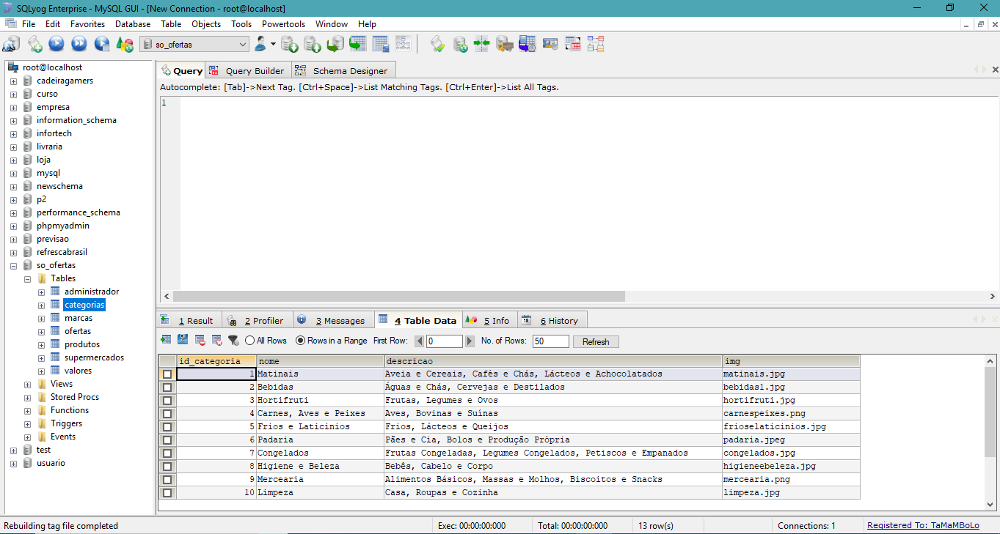 SQLyog Enterprise - MySQL GUI - [New Connection - root@localhost]
File Edit Favorites Database Table Objects Tools Powertools Window Help
so_ofertas
root@localhost
cadeiragamers
curso
empresa
information_schema
infortech
livraria
loja
mysql
newschema
p2
performance_schema
phpmyadmin
previsao
refrescabrasil
so_ofertas
Tables
administrador
categorias
marcas
ofertas
produtos
supermercados
valores
Views
Stored Procs
Functions
Triggers
Events
test
usuario
Query Query Builder Schema Designer
Autocomplete: [Tab]->Next Tag. [Ctrl+Space]->List Matching Tags. [Ctrl+Enter]->List All Tags.
1
1 Result 2 Profiler 3 Messages 4 Table Data 5 Info 18 6 History
All Rows Rows in a Range First Row: 0 No. of Rows: 50 Refresh
id_categoria nome descricao img
1 Matinais Aveia e Cereais, Cafés e Chás, Lácteos e Achocolatados matinais.jpg
2 Bebidas Águas e Chás, Cervejas e Destilados bebidas1.jpg
3 Hortifruti Frutas, Legumes e Ovos hortifruti.jpg
4 Carnes, Aves e Peixes Aves, Bovinas e Suínas carnespeixes.png
5 Frios e Laticinios Frios, Lácteos e Queijos frioselaticinios.jpg
6 Padaria Pães e Cia, Bolos e Produção Própria padaria.jpeg
7 Congelados Frutas Congeladas, Legumes Congelados, Petiscos e Empanados congelados.jpg
8 Higiene e Beleza Bebês, Cabelo e Corpo higieneebeleza.jpg
9 Mercearia Alimentos Básicos, Massas e Molhos, Biscoitos e Snacks mercearia.png
10 Limpeza Casa, Roupas e Cozinha limpeza.jpg
Rebuilding tag file completed Exec: 00:00:00:000 Total: 00:00:00:000 13 row(s) Connections: 1 Registered To: TaMaMBoLo